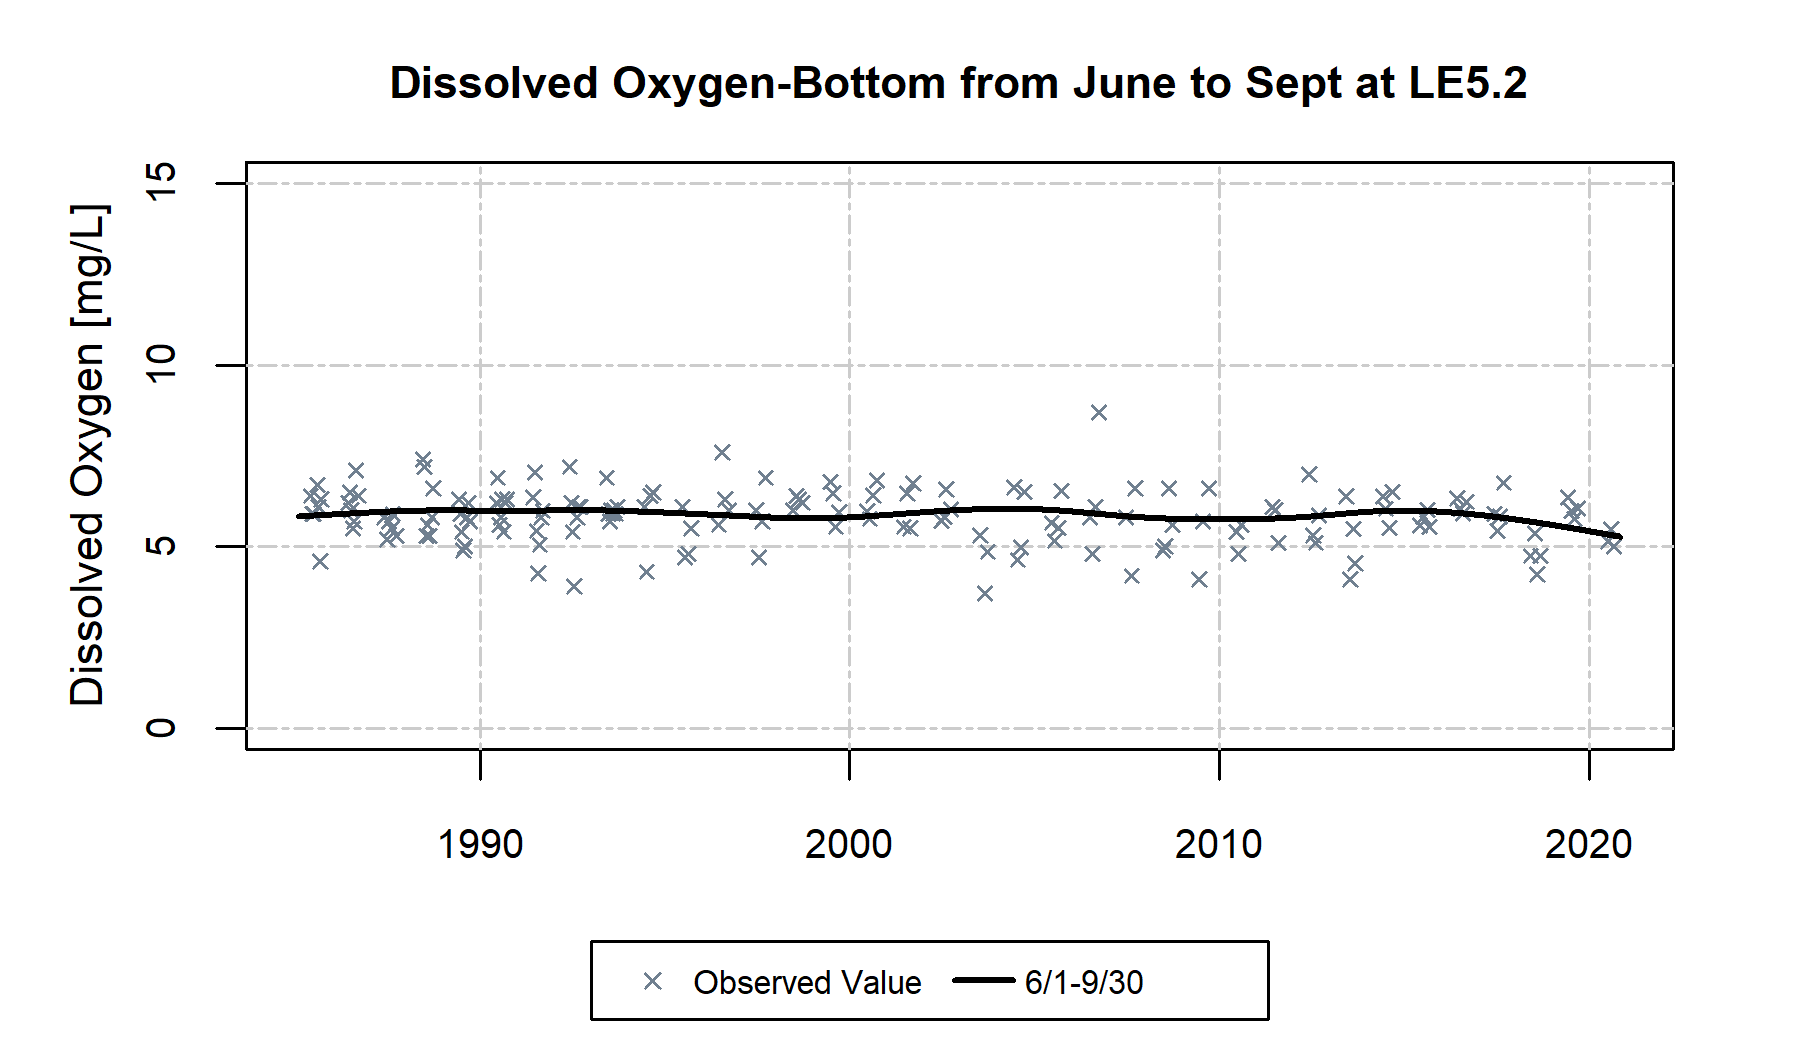 Dissolved Oxygen-Bottom from June to Sept at LE5.2
Dissolved Oxygen [mg/L]
15
10
5
0
1990 2000 2010 2020
Observed Value 6/1-9/30